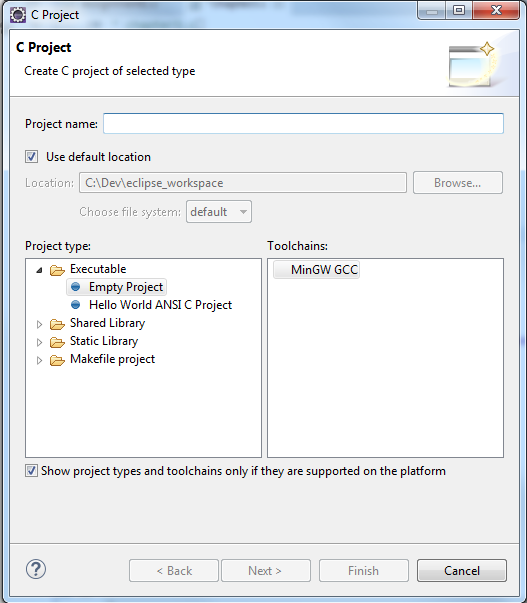 C Project
C Project
Create C project of selected type
Project name:
Use default location
Location: C:\Dev\eclipse_workspace Browse...
Choose file system: default
Project type: Toolchains:
Executable MinGW GCC
Empty Project
Hello World ANSI C Project
Shared Library
Static Library
Makefile project
Show project types and toolchains only if they are supported on the platform
? < Back Next > Finish Cancel